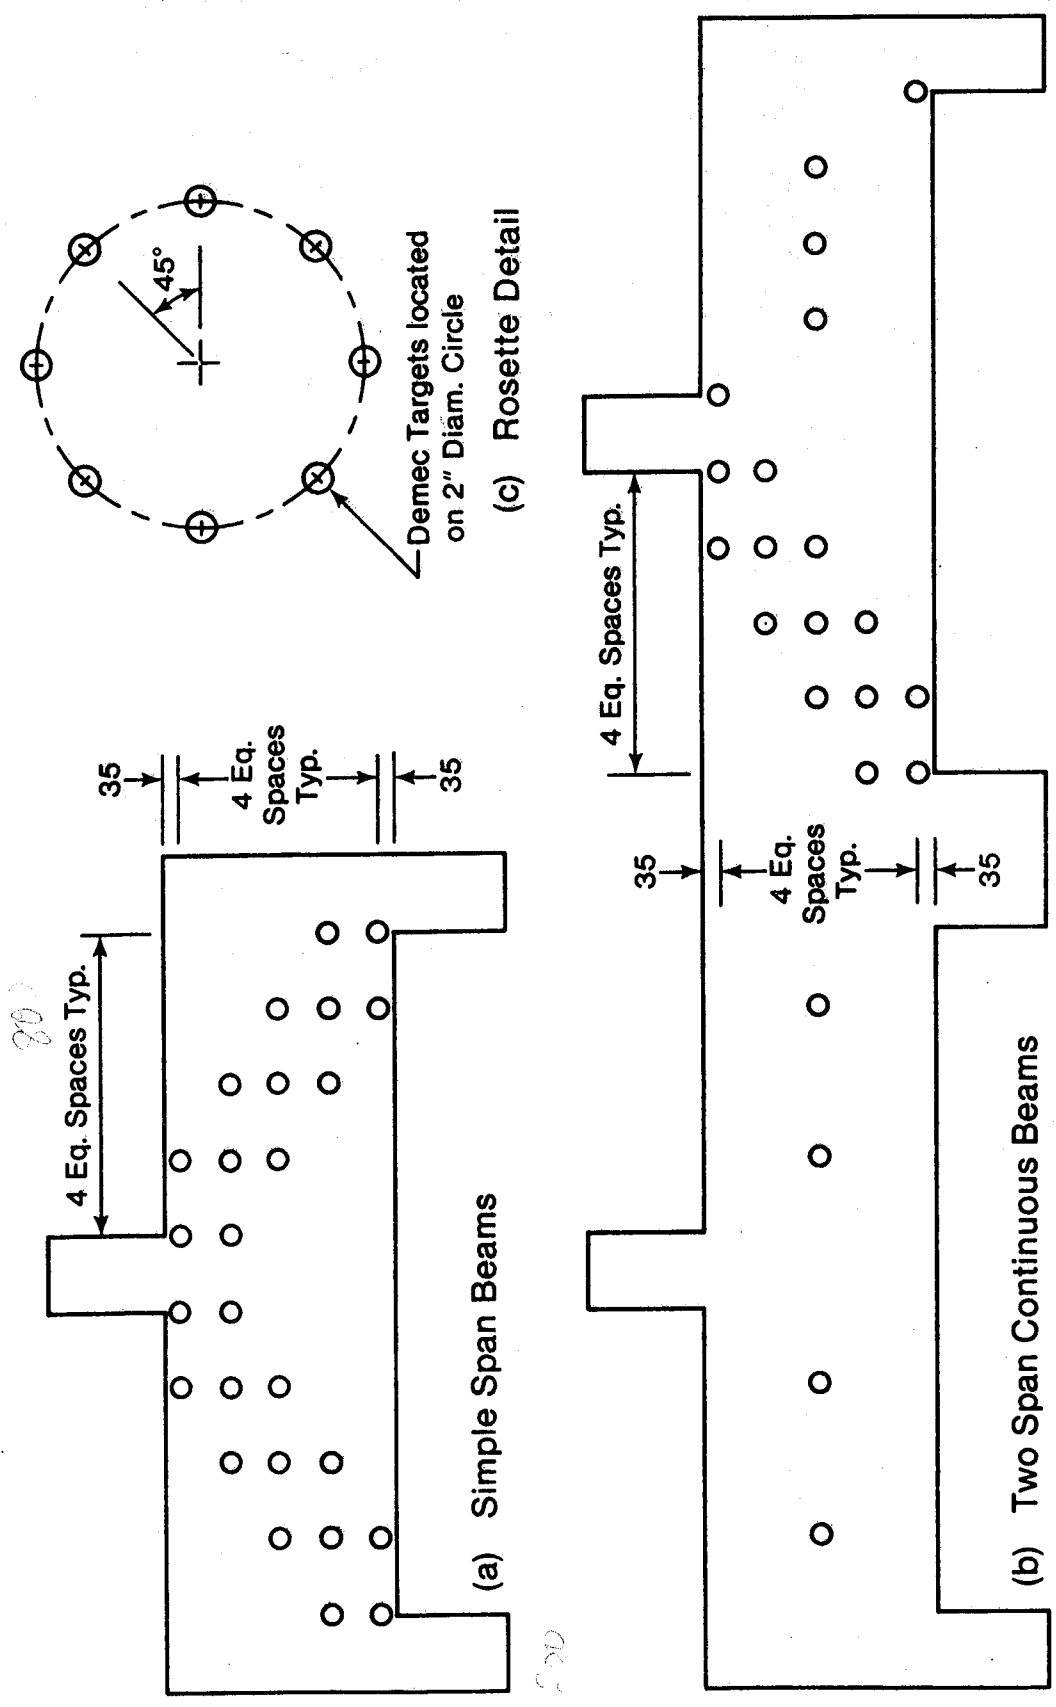 4 Eq. Spaces Typ.
35
4 Eq.
Spaces
Typ.
35
(a) Simple Span Beams
45°
Demec Targets located
on 2" Diam. Circle
(c) Rosette Detail
4 Eq. Spaces Typ.
35
4 Eq.
Spaces
Typ.
35
(b) Two Span Continuous Beams